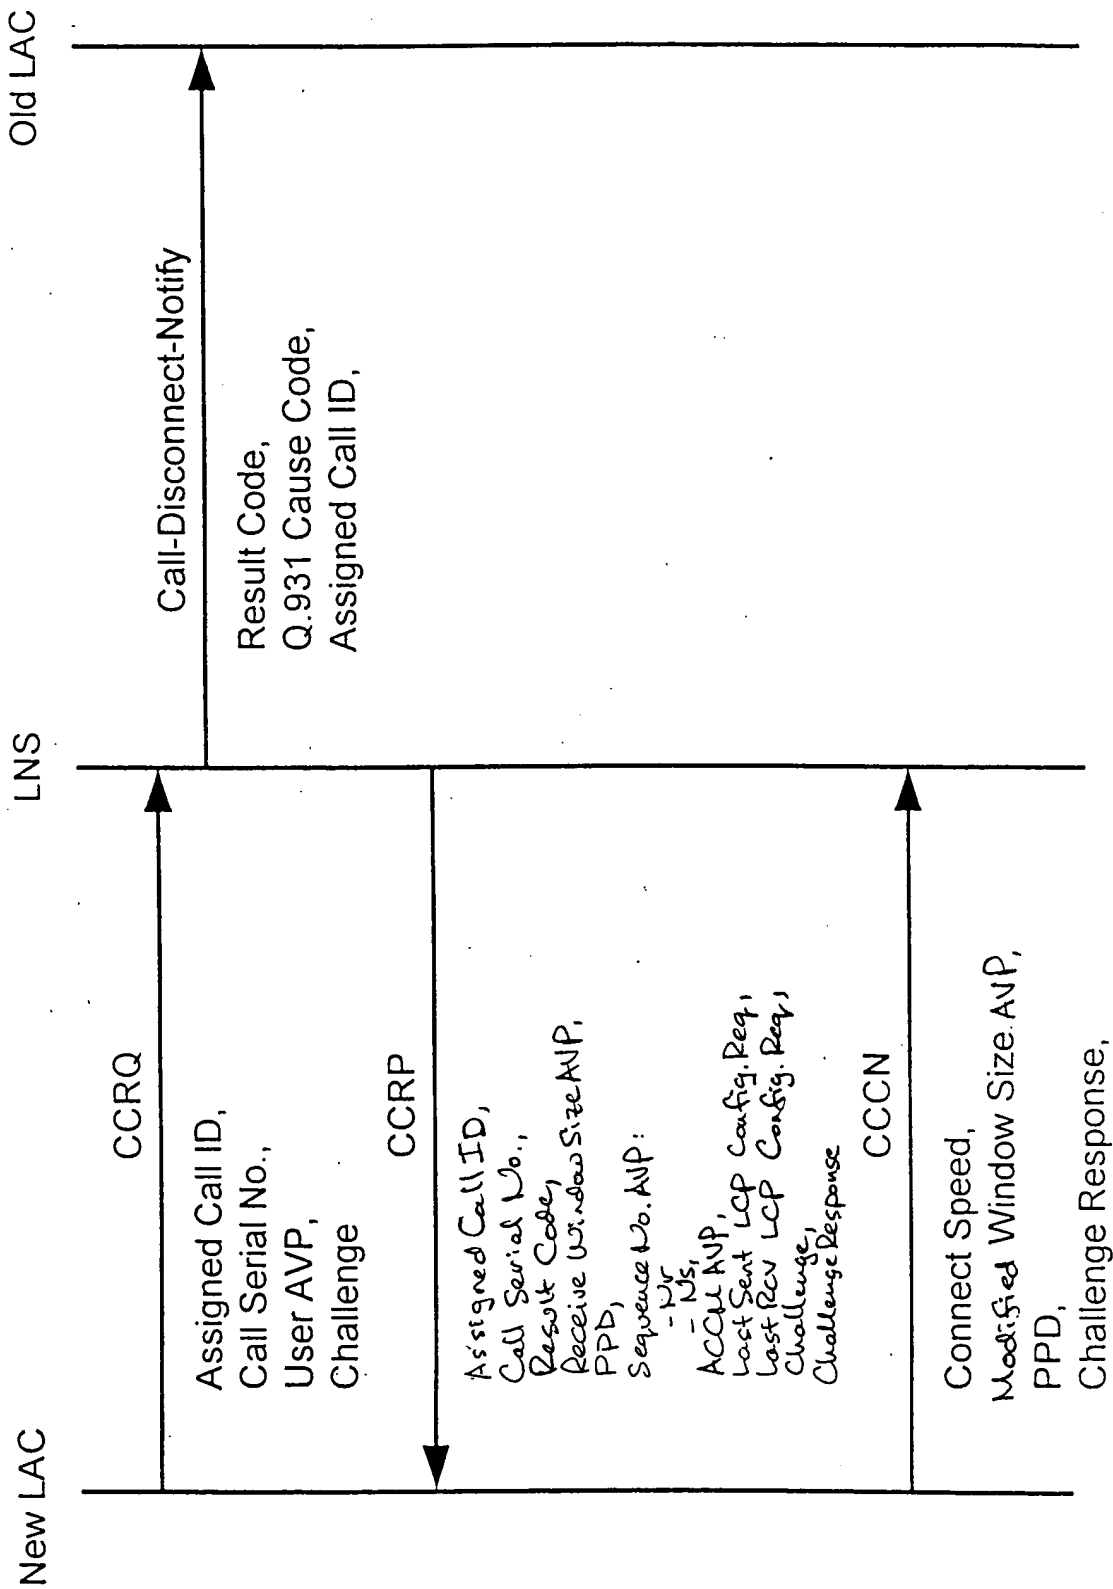 New LAC
LNS
Old LAC
CCRQ
Assigned Call ID,
Call Serial No.,
User AVP,
Challenge
Call-Disconnect-Notify
Result Code,
Q.931 Cause Code,
Assigned Call ID,
CCRP
Assigned Call ID,
Call Serial No.,
Result Code,
Receive Window Size AVP,
PPD,
Sequence No. AVP:
- Nr
- Ns,
ACCM AVP,
Last Sent LCP Config. Req.,
Last Rcv LCP Config. Req.,
Challenge,
Challenge Response
CCCN
Connect Speed,
Modified Window Size AVP,
PPD,
Challenge Response,